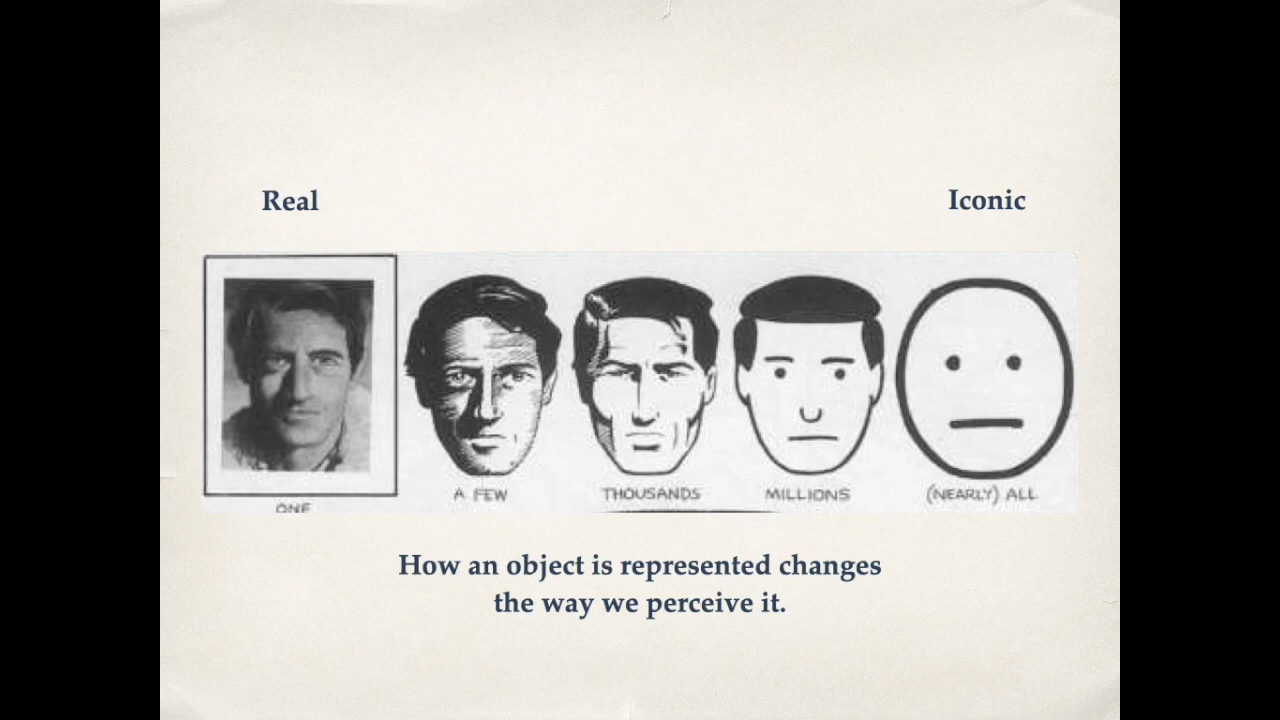 Real
Iconic
ONE
A FEW
THOUSANDS
MILLIONS
(NEARLY) ALL
How an object is represented changes
the way we perceive it.